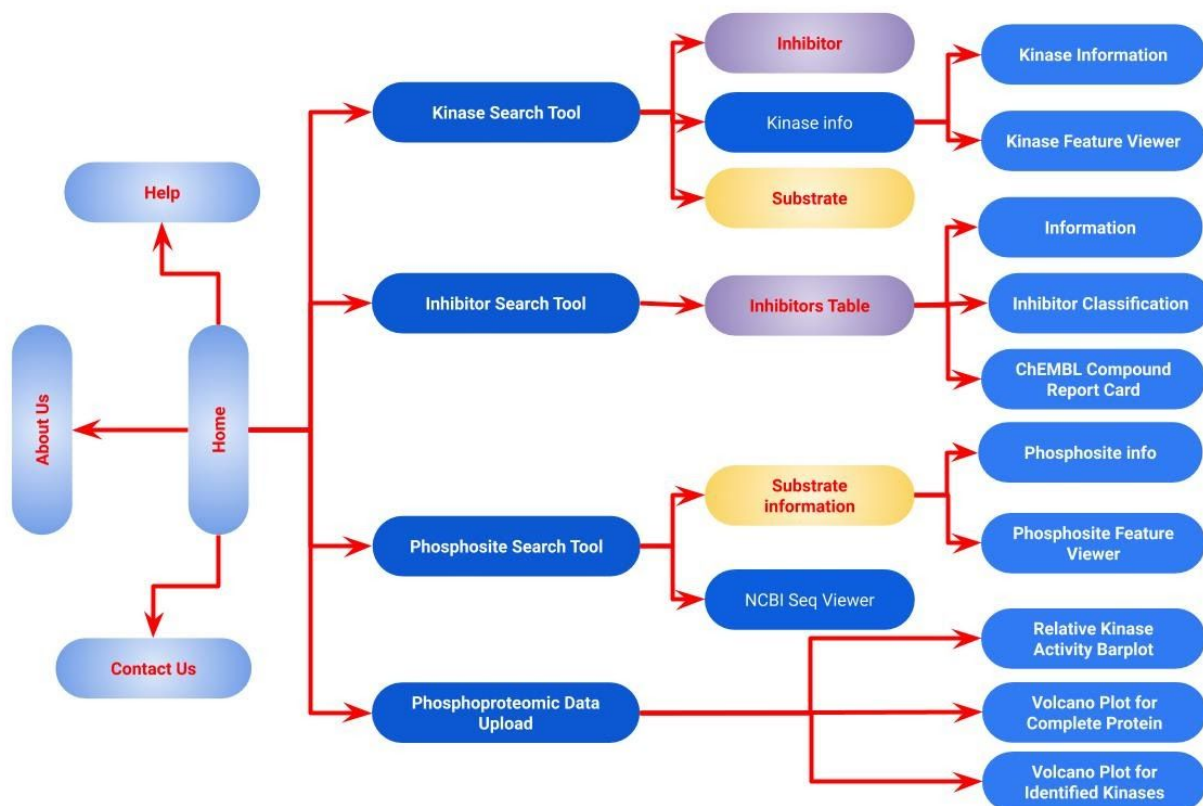 Help
About Us
Home
Contact Us
Kinase Search Tool
Inhibitor Search Tool
Phosphosite Search Tool
Phosphoproteomic Data
Upload
Inhibitor
Kinase info
Substrate
Inhibitors Table
Substrate
information
NCBI Seq Viewer
Kinase Information
Kinase Feature Viewer
Information
Inhibitor Classification
ChEMBL Compound
Report Card
Phosphosite info
Phosphosite Feature
Viewer
Relative Kinase
Activity Barplot
Volcano Plot for
Complete Protein
Volcano Plot for
Identified Kinases